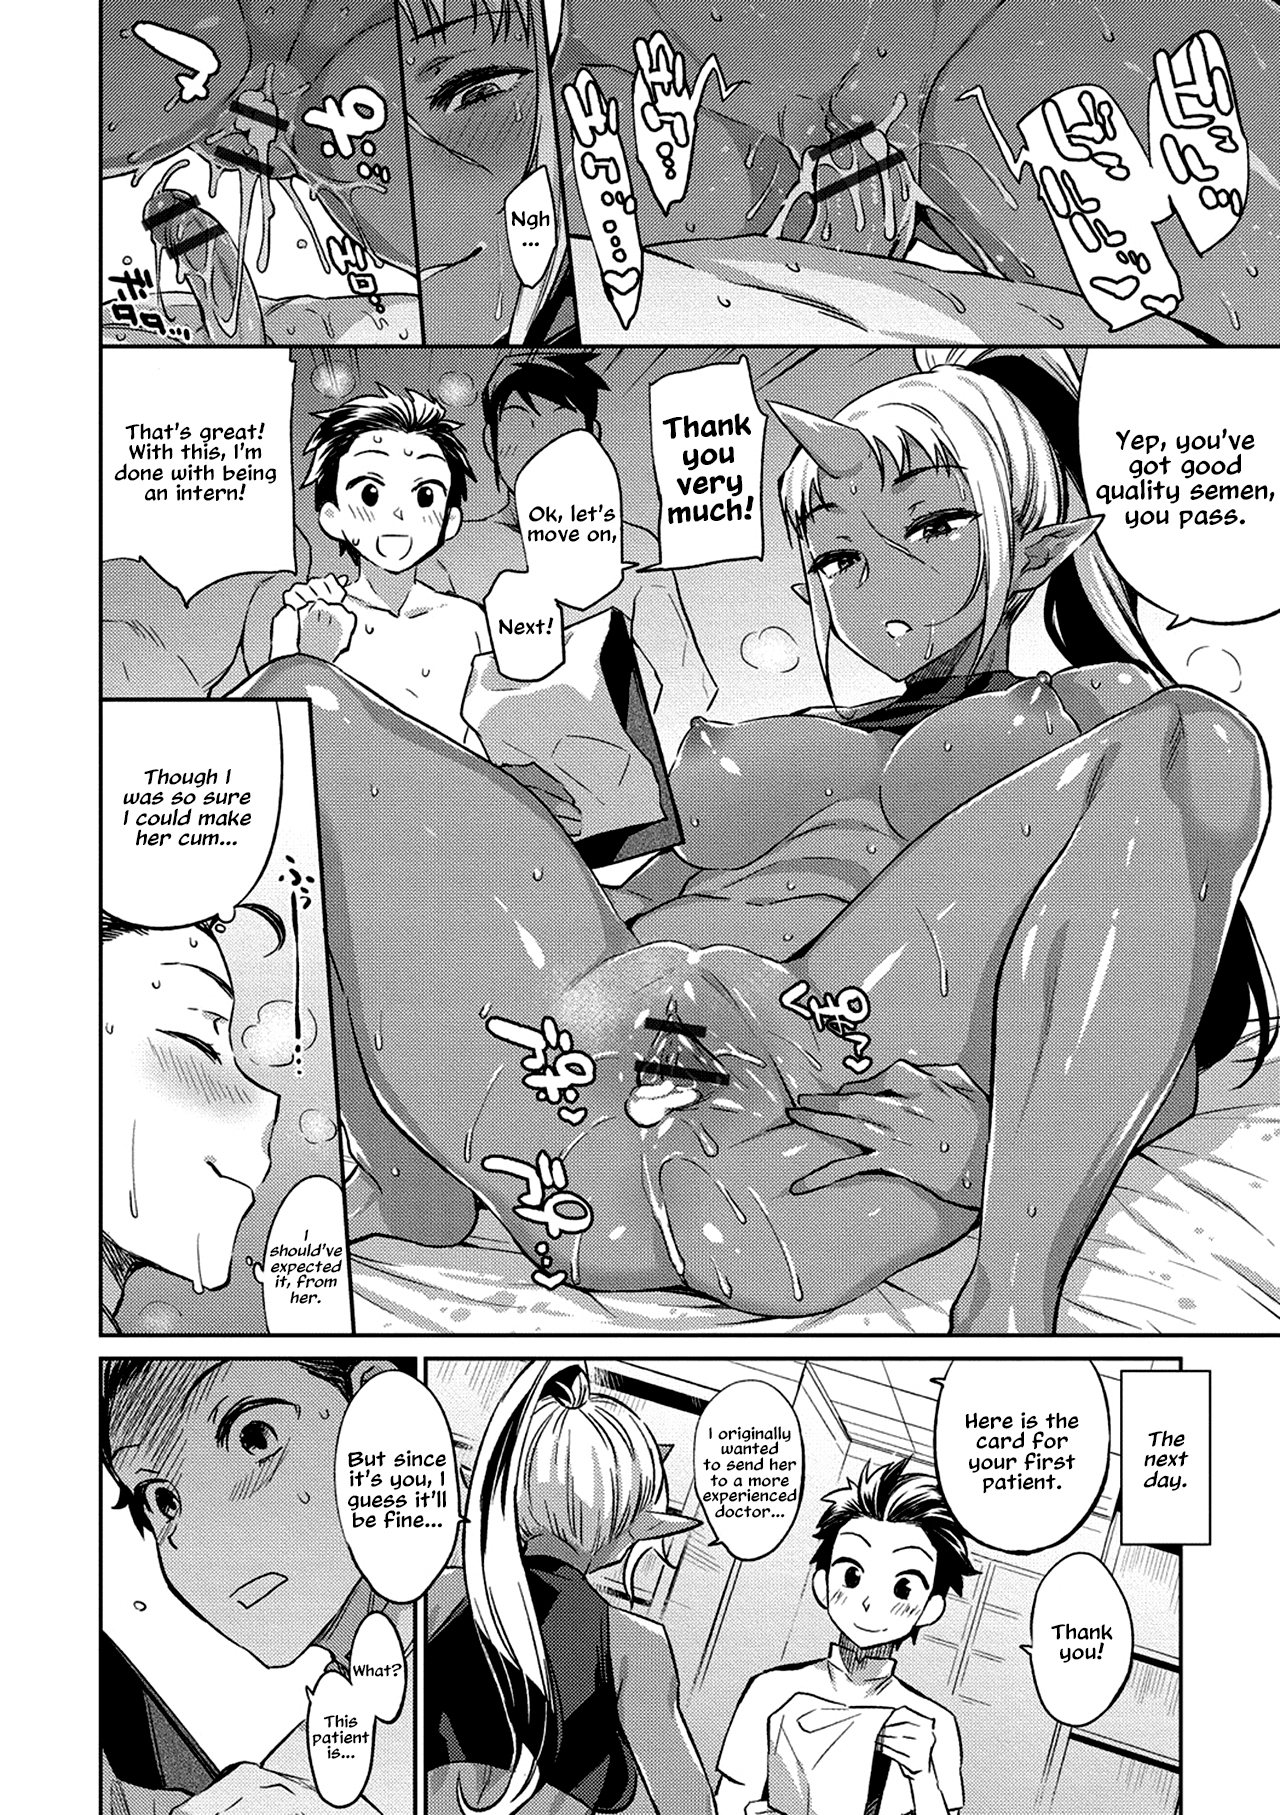 Ngh
...
Yep, you've
got good
quality semen,
you pass.
Thank
you
very
much!
Ok, let's
move on,
Next!
That's great!
With this, I'm
done with being
an intern!
Though I
was so sure
I could make
her cum...
I
should've
expected
it, from
her.
The
next
day.
Here is the
card for
your first
patient.
Thank
you!
I originally
wanted
to send her
to a more
experienced
doctor...
But since
it's you, I
guess it'll
be fine...
What?
This
patient
is...